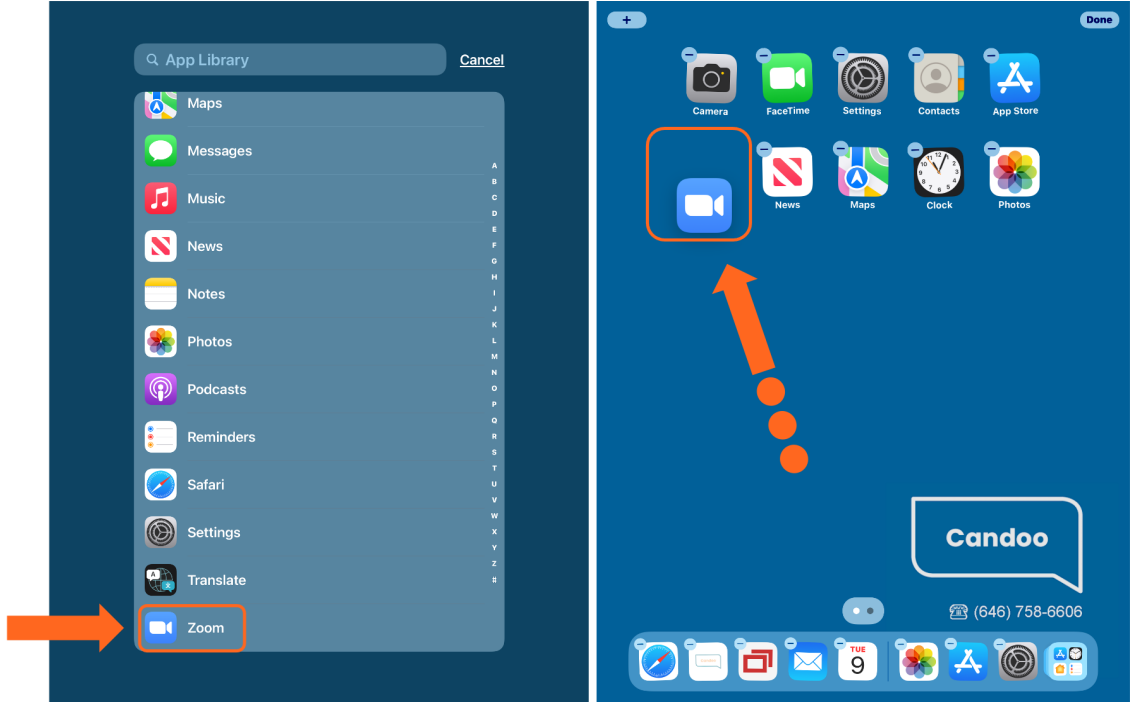 App Library
Cancel
Maps
Messages
Music
News
Notes
Photos
Podcasts
Reminders
Safari
Settings
Translate
Zoom
A
B
C
D
E
F
G
H
I
J
K
L
M
N
O
P
Q
R
S
T
U
V
W
X
Y
Z
#
+
Done
Camera
FaceTime
Settings
Contacts
App Store
News
Maps
Clock
Photos
Candoo
(646) 758-6606
TUE
9